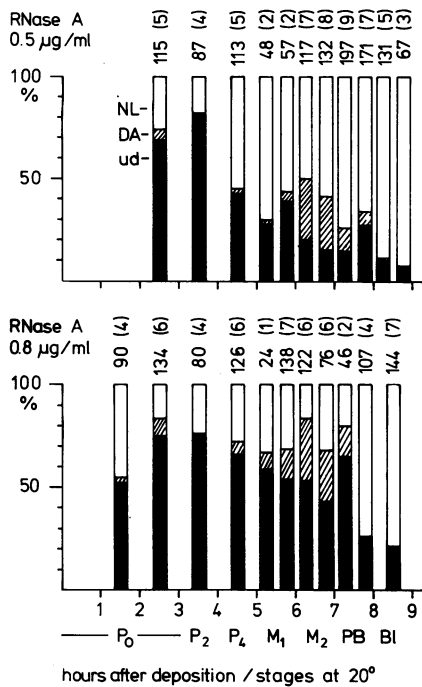 RNase A
0.5 µg/ml
115 (5) 87 (4) 113 (5) 48 (2) 57 (2) 117 (7) 132 (8) 197 (9) 171 (7) 131 (5) 67 (3)
100
%
NL
DA
ud
50
RNase A
0.8 µg/ml
90 (4) 134 (6) 80 (4) 126 (6) 24 (1) 138 (7) 122 (6) 76 (6) 46 (2) 107 (4) 144 (7)
100
%
50
1 2 3 4 5 6 7 8 9
P0 P2 P4 M1 M2 PB Bl
hours after deposition / stages at 20°